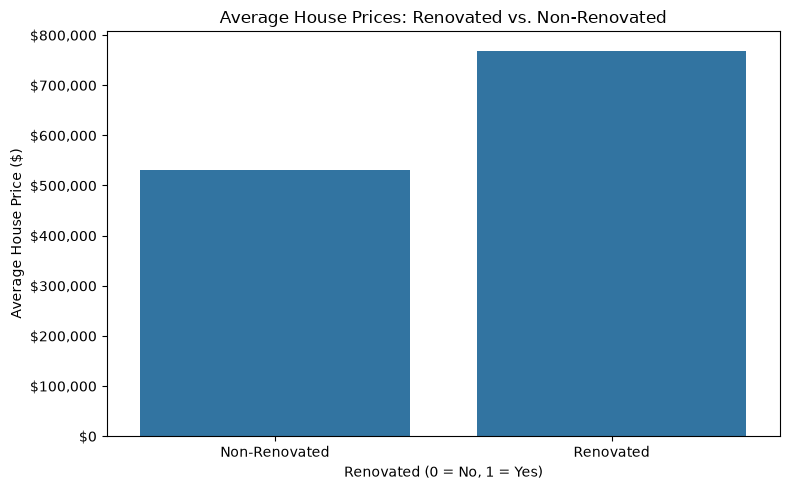 Average House Prices: Renovated vs. Non-Renovated
Average House Price ($)
$800,000
$700,000
$600,000
$500,000
$400,000
$300,000
$200,000
$100,000
$0
Non-Renovated
Renovated
Renovated (0 = No, 1 = Yes)